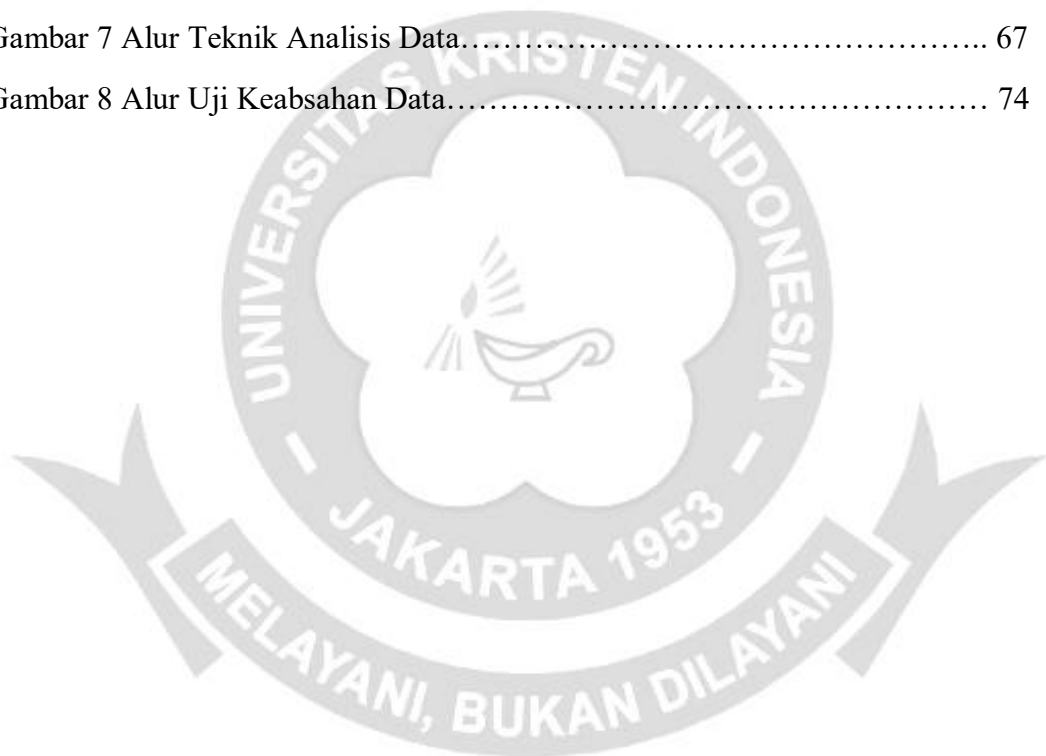 Gambar 7 Alur Teknik Analisis Data…………………………………………….. 67
Gambar 8 Alur Uji Keabsahan Data……………………………………………… 74
UNIVERSITAS KRISTEN INDONESIA
- JAKARTA 1953 -
MELAYANI, BUKAN DILAYANI